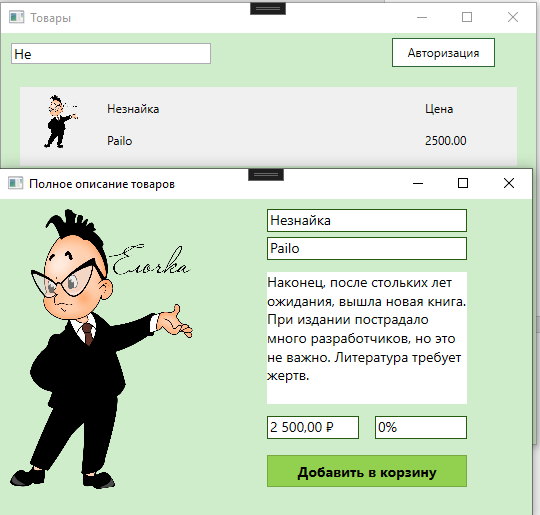 Товары
Не
Авторизация
Незнайка
Цена
Pailo
2500.00
Полное описание товаров
Елочка
Незнайка
Pailo
Наконец, после стольких лет
ожидания, вышла новая книга.
При издании пострадало
много разработчиков, но это
не важно. Литература требует
жертв.
2 500,00 ₽
0%
Добавить в корзину